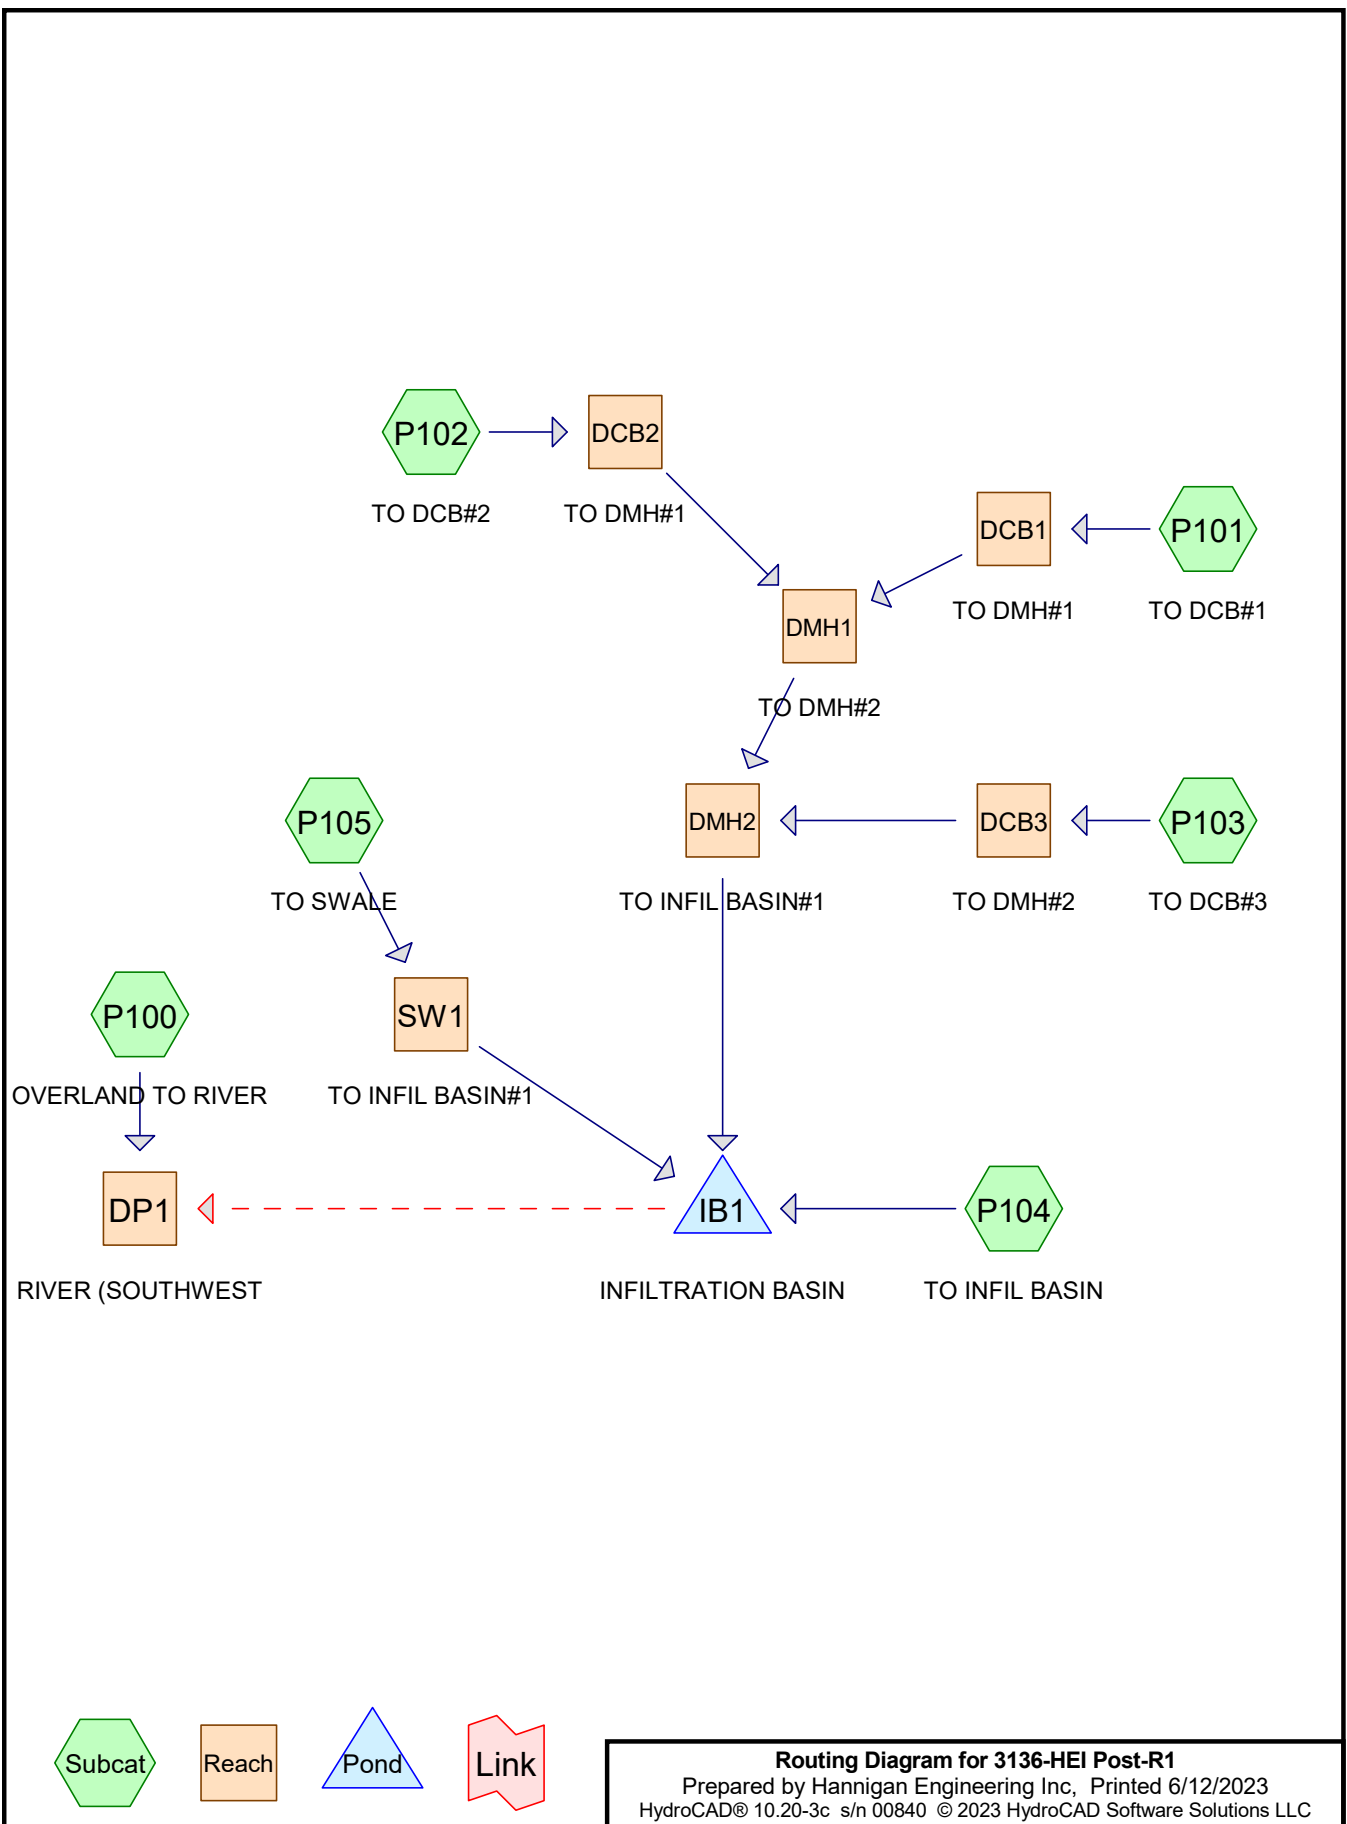 P102
DCB2
TO DCB#2
TO DMH#1
DCB1
P101
TO DMH#1
TO DCB#1
DMH1
TO DMH#2
P105
DMH2
DCB3
P103
TO SWALE
TO INFIL BASIN#1
TO DMH#2
TO DCB#3
P100
SW1
OVERLAND TO RIVER
TO INFIL BASIN#1
DP1
IB1
P104
RIVER (SOUTHWEST
INFILTRATION BASIN
TO INFIL BASIN
Subcat
Reach
Pond
Link
Routing Diagram for 3136-HEI Post-R1
Prepared by Hannigan Engineering Inc, Printed 6/12/2023
HydroCAD® 10.20-3c s/n 00840 © 2023 HydroCAD Software Solutions LLC